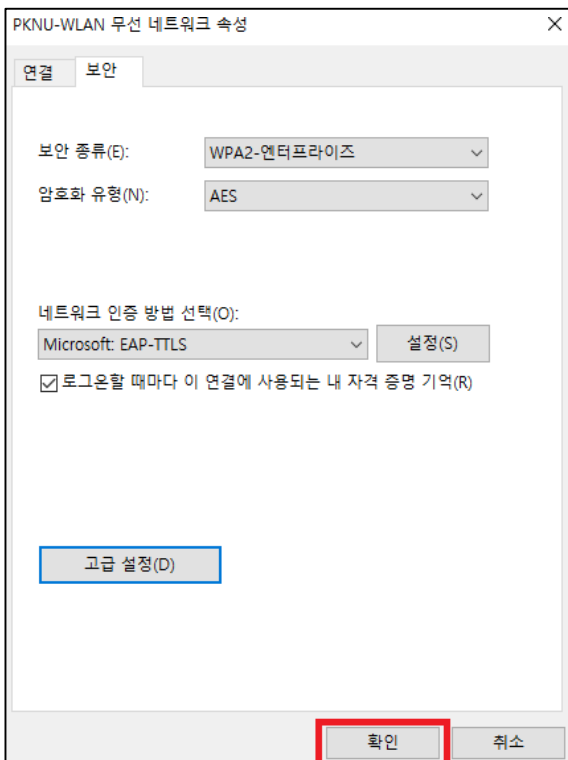 PKNU-WLAN 무선 네트워크 속성
연결 보안
보안 종류(E): WPA2-엔터프라이즈
암호화 유형(N): AES
네트워크 인증 방법 선택(O):
Microsoft: EAP-TTLS 설정(S)
로그온할 때마다 이 연결에 사용되는 내 자격 증명 기억(R)
고급 설정(D)
확인 취소